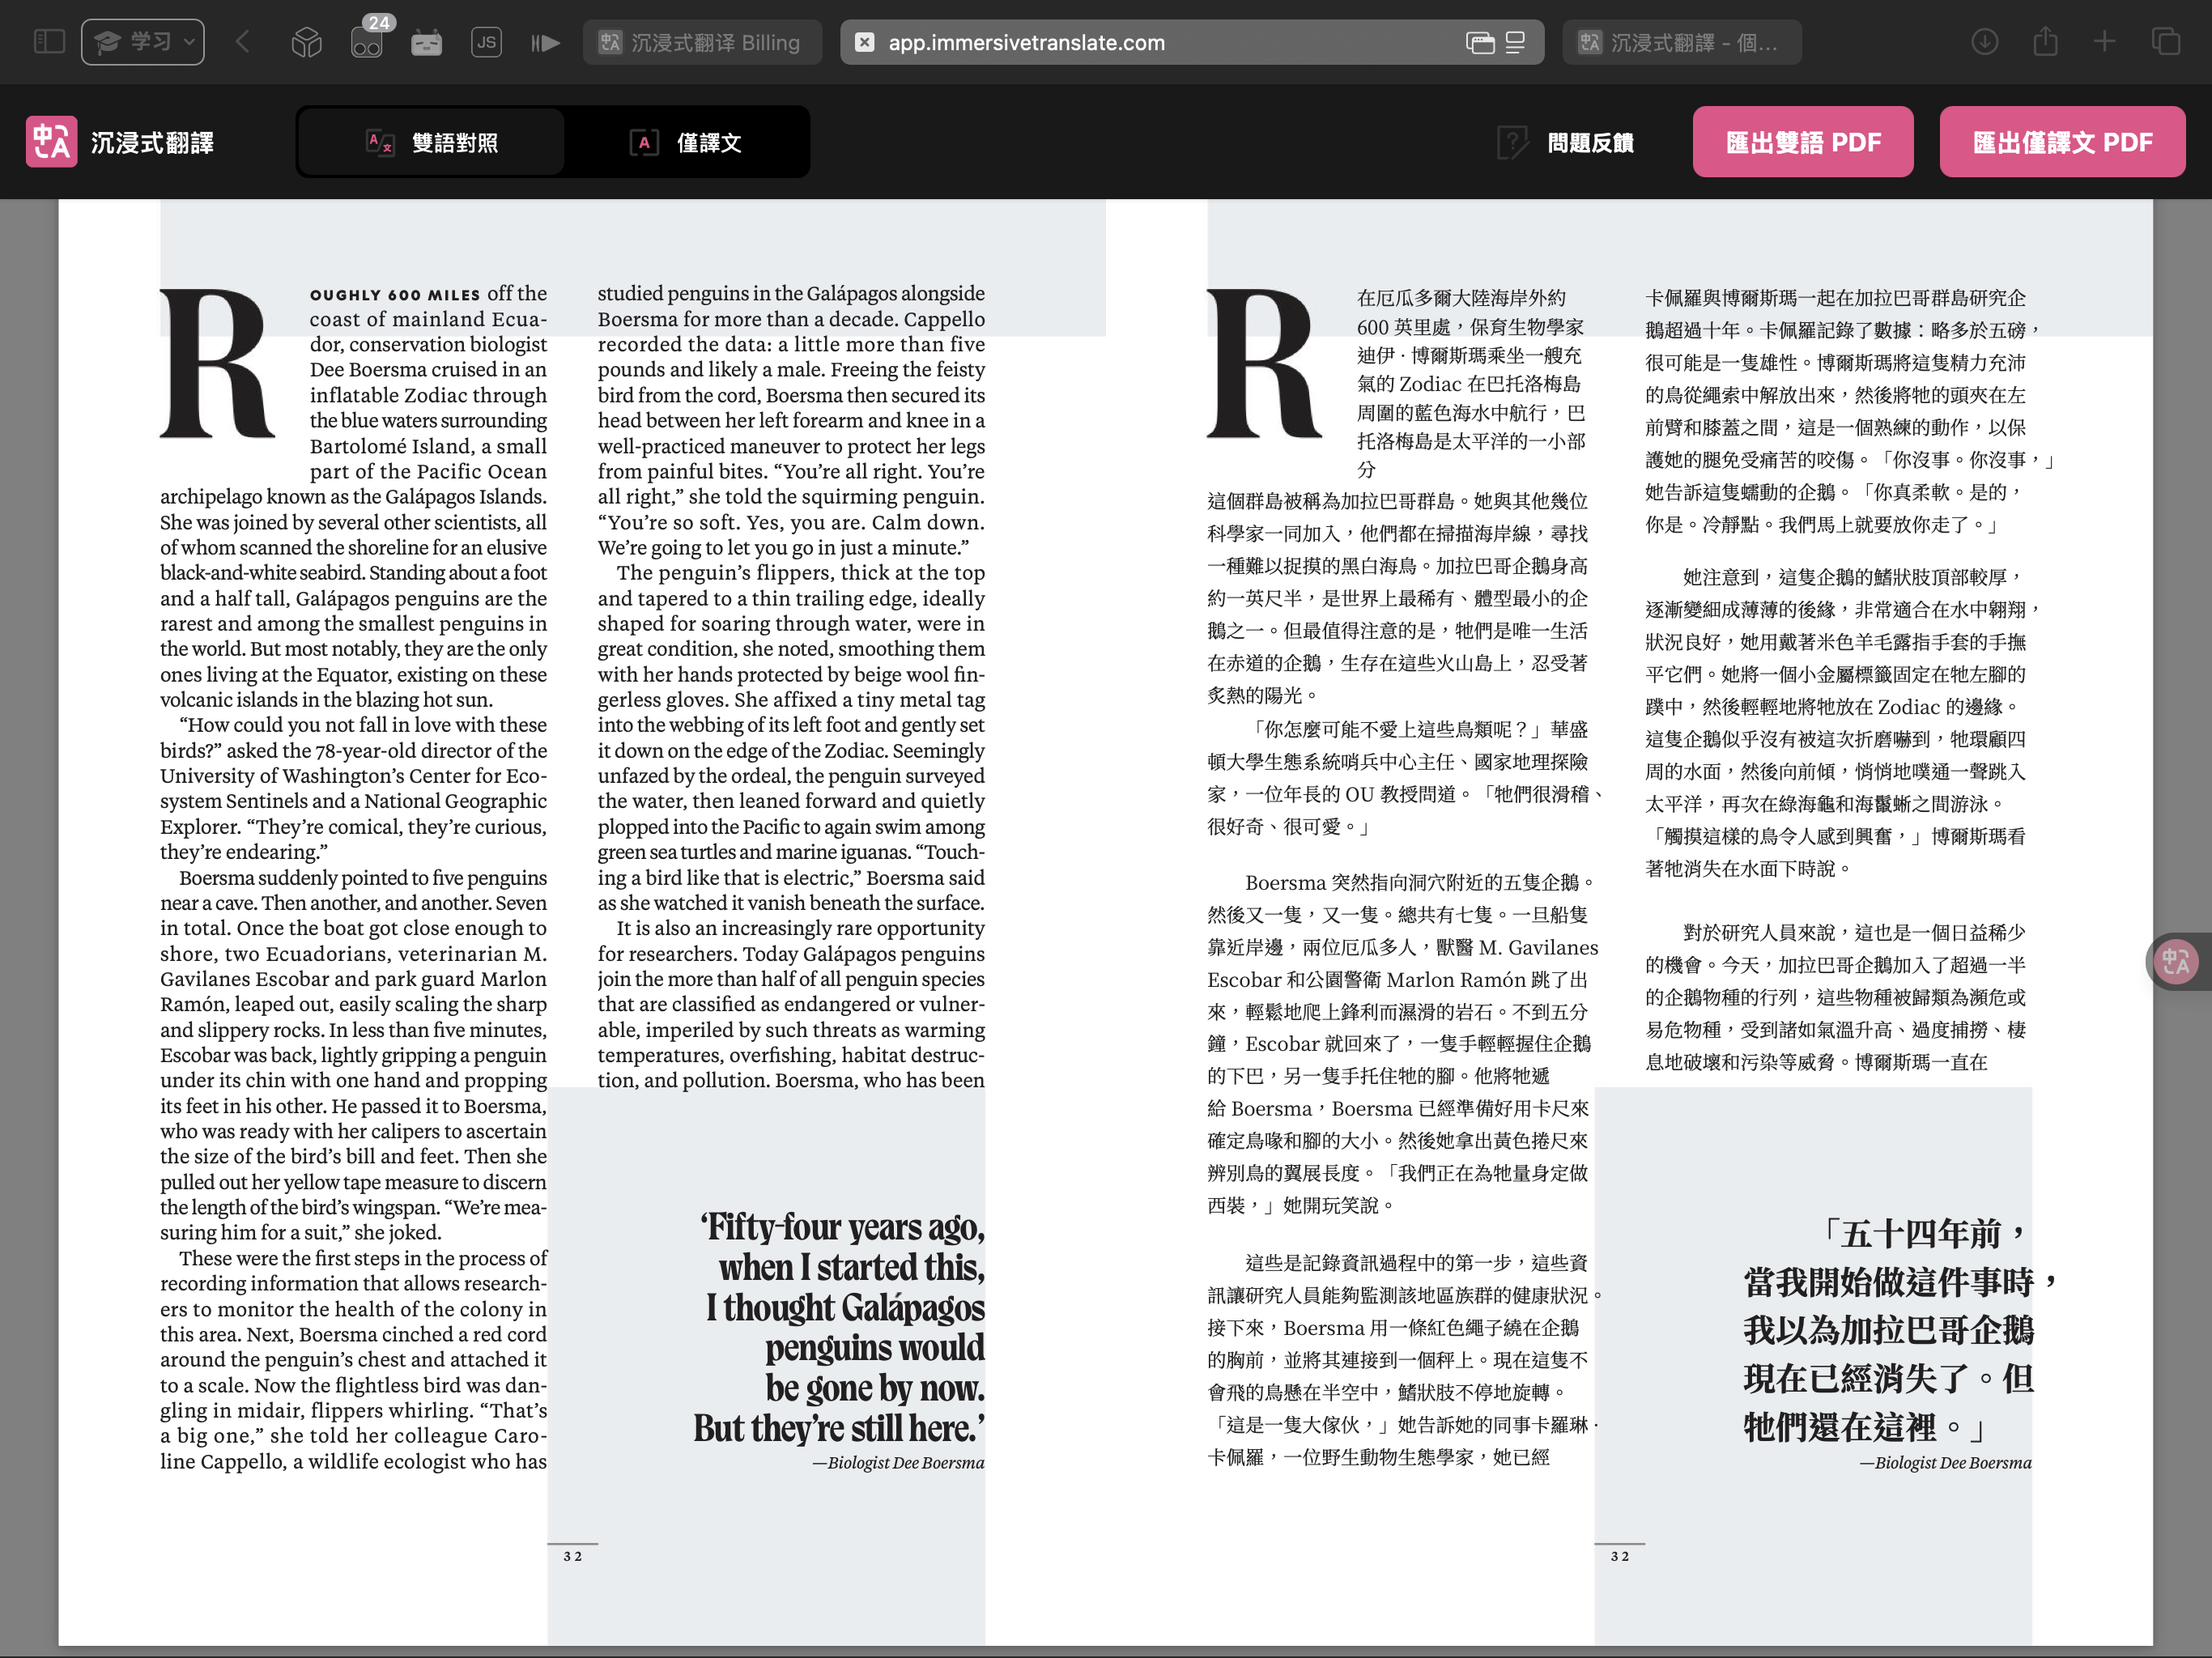 学习
24
JS
沉浸式翻译 Billing
app.immersivetranslate.com
沉浸式翻譯 - 個...
沉浸式翻譯
雙語對照
A
僅譯文
問題反饋
匯出雙語 PDF
匯出僅譯文 PDF
ROUGHLY 600 MILES off the
coast of mainland Ecua-
dor, conservation biologist
Dee Boersma cruised in an
inflatable Zodiac through
the blue waters surrounding
Bartolomé Island, a small
part of the Pacific Ocean
archipelago known as the Galápagos Islands.
She was joined by several other scientists, all
of whom scanned the shoreline for an elusive
black-and-white seabird. Standing about a foot
and a half tall, Galápagos penguins are the
rarest and among the smallest penguins in
the world. But most notably, they are the only
ones living at the Equator, existing on these
volcanic islands in the blazing hot sun.
“How could you not fall in love with these
birds?” asked the 78-year-old director of the
University of Washington’s Center for Eco-
system Sentinels and a National Geographic
Explorer. “They’re comical, they’re curious,
they’re endearing.”
Boersma suddenly pointed to five penguins
near a cave. Then another, and another. Seven
in total. Once the boat got close enough to
shore, two Ecuadorians, veterinarian M.
Gavilanes Escobar and park guard Marlon
Ramón, leaped out, easily scaling the sharp
and slippery rocks. In less than five minutes,
Escobar was back, lightly gripping a penguin
under its chin with one hand and propping
its feet in his other. He passed it to Boersma,
who was ready with her calipers to ascertain
the size of the bird’s bill and feet. Then she
pulled out her yellow tape measure to discern
the length of the bird’s wingspan. “We’re mea-
suring him for a suit,” she joked.
These were the first steps in the process of
recording information that allows research-
ers to monitor the health of the colony in
this area. Next, Boersma cinched a red cord
around the penguin’s chest and attached it
to a scale. Now the flightless bird was dan-
gling in midair, flippers whirling. “That’s
a big one,” she told her colleague Caro-
line Cappello, a wildlife ecologist who has
studied penguins in the Galápagos alongside
Boersma for more than a decade. Cappello
recorded the data: a little more than five
pounds and likely a male. Freeing the feisty
bird from the cord, Boersma then secured its
head between her left forearm and knee in a
well-practiced maneuver to protect her legs
from painful bites. “You’re all right. You’re
all right,” she told the squirming penguin.
“You’re so soft. Yes, you are. Calm down.
We’re going to let you go in just a minute.”
The penguin’s flippers, thick at the top
and tapered to a thin trailing edge, ideally
shaped for soaring through water, were in
great condition, she noted, smoothing them
with her hands protected by beige wool fin-
gerless gloves. She affixed a tiny metal tag
into the webbing of its left foot and gently set
it down on the edge of the Zodiac. Seemingly
unfazed by the ordeal, the penguin surveyed
the water, then leaned forward and quietly
plopped into the Pacific to again swim among
green sea turtles and marine iguanas. “Touch-
ing a bird like that is electric,” Boersma said
as she watched it vanish beneath the surface.
It is also an increasingly rare opportunity
for researchers. Today Galápagos penguins
join the more than half of all penguin species
that are classified as endangered or vulner-
able, imperiled by such threats as warming
temperatures, overfishing, habitat destruc-
tion, and pollution. Boersma, who has been
‘Fifty-four years ago,
when I started this,
I thought Galápagos
penguins would
be gone by now.
But they’re still here.’
—Biologist Dee Boersma
32
R
在厄瓜多爾大陸海岸外約
600 英里處，保育生物學家
迪伊·博爾斯瑪乘坐一艘充
氣的 Zodiac 在巴托洛梅島
周圍的藍色海水中航行，巴
托洛梅島是太平洋的一小部
分
這個群島被稱為加拉巴哥群島。她與其他幾位
科學家一同加入，他們都在掃描海岸線，尋找
一種難以捉摸的黑白海鳥。加拉巴哥企鵝身高
約一英尺半，是世界上最稀有、體型最小的企
鵝之一。但最值得注意的是，牠們是唯一生活
在赤道的企鵝，生存在這些火山島上，忍受著
炙熱的陽光。
「你怎麼可能不愛上這些鳥類呢？」華盛
頓大學生態系統哨兵中心主任、國家地理探險
家，一位年長的 OU 教授問道。「牠們很滑稽、
很好奇、很可愛。」
Boersma 突然指向洞穴附近的五隻企鵝。
然後又一隻，又一隻。總共有七隻。一旦船隻
靠近岸邊，兩位厄瓜多人，獸醫 M. Gavilanes
Escobar 和公園警衛 Marlon Ramón 跳了出
來，輕鬆地爬上鋒利而濕滑的岩石。不到五分
鐘，Escobar 就回來了，一隻手輕輕握住企鵝
的下巴，另一隻手托住牠的腳。他將牠遞
給 Boersma，Boersma 已經準備好用卡尺來
確定鳥喙和腳的大小。然後她拿出黃色捲尺來
辨別鳥的翼展長度。「我們正在為牠量身定做
西裝，」她開玩笑說。
這些是記錄資訊過程中的第一步，這些資
訊讓研究人員能夠監測該地區族群的健康狀況。
接下來，Boersma 用一條紅色繩子繞在企鵝
的胸前，並將其連接到一個秤上。現在這隻不
會飛的鳥懸在半空中，鰭狀肢不停地旋轉。
「這是一隻大傢伙，」她告訴她的同事卡羅琳·
卡佩羅，一位野生動物生態學家，她已經
卡佩羅與博爾斯瑪一起在加拉巴哥群島研究企
鵝超過十年。卡佩羅記錄了數據：略多於五磅，
很可能是一隻雄性。博爾斯瑪將這隻精力充沛
的鳥從繩索中解放出來，然後將牠的頭夾在左
前臂和膝蓋之間，這是一個熟練的動作，以保
護她的腿免受痛苦的咬傷。「你沒事。你沒事，」
她告訴這隻蠕動的企鵝。「你真柔軟。是的，
你是。冷靜點。我們馬上就要放你走了。」
她注意到，這隻企鵝的鰭狀肢頂部較厚，
逐漸變細成薄薄的後緣，非常適合在水中翱翔，
狀況良好，她用戴著米色羊毛露指手套的手撫
平它們。她將一個小金屬標籤固定在牠左腳的
蹼中，然後輕輕地將牠放在 Zodiac 的邊緣。
這隻企鵝似乎沒有被這次折磨嚇到，牠環顧四
周的水面，然後向前傾，悄悄地噗通一聲跳入
太平洋，再次在綠海龜和海鬣蜥之間游泳。
「觸摸這樣的鳥令人感到興奮，」博爾斯瑪看
著牠消失在水面下時說。
對於研究人員來說，這也是一個日益稀少
的機會。今天，加拉巴哥企鵝加入了超過一半
的企鵝物種的行列，這些物種被歸類為瀕危或
易危物種，受到諸如氣溫升高、過度捕撈、棲
息地破壞和污染等威脅。博爾斯瑪一直在
「五十四年前，
當我開始做這件事時，
我以為加拉巴哥企鵝
現在已經消失了。但
牠們還在這裡。」
—Biologist Dee Boersma
32